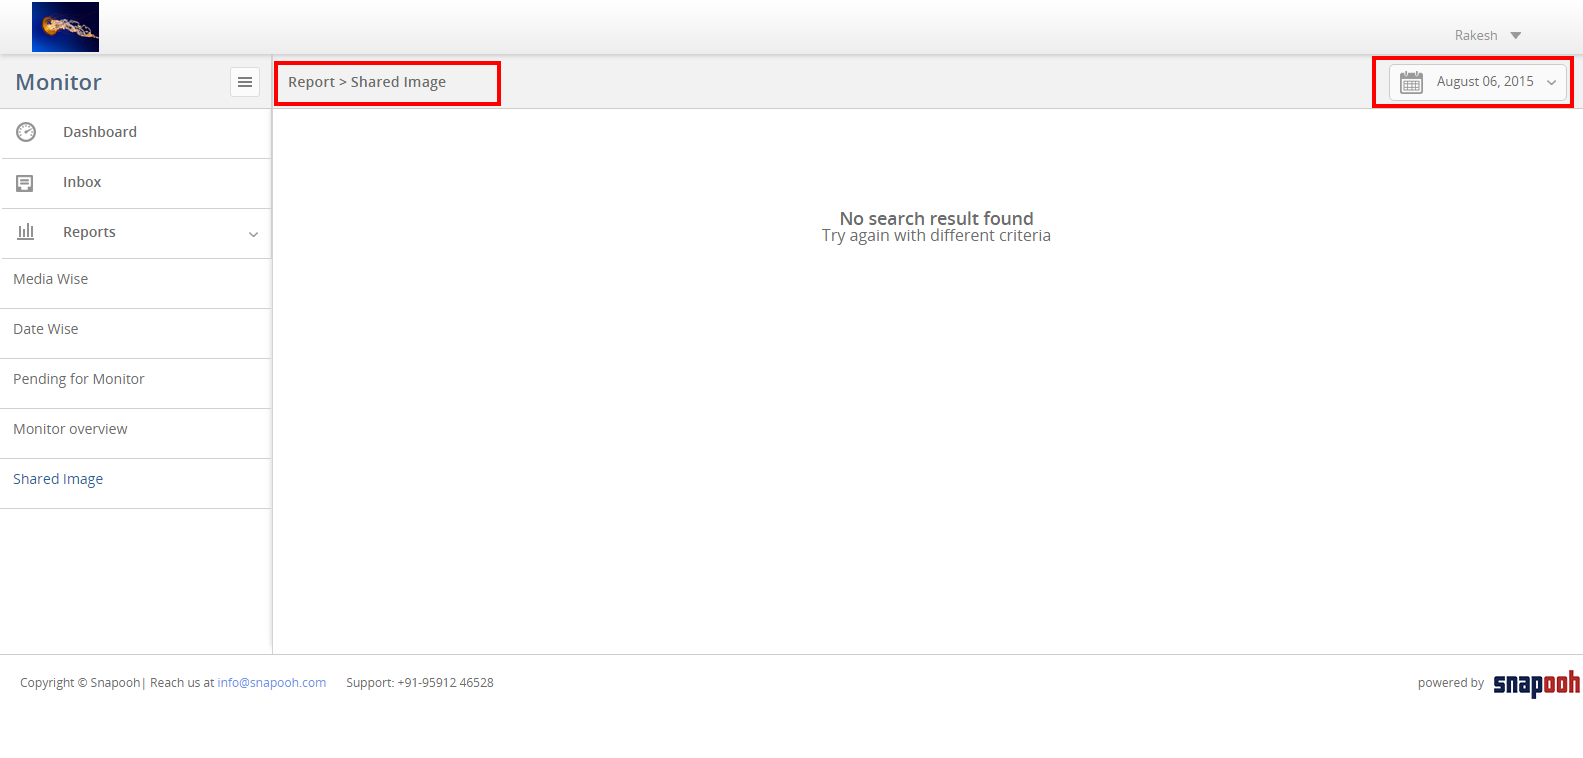 Rakesh
Monitor
Report > Shared Image
August 06, 2015
Dashboard
Inbox
Reports
Media Wise
Date Wise
Pending for Monitor
Monitor overview
Shared Image
No search result found
Try again with different criteria
Copyright © Snapooh| Reach us at info@snapooh.com Support: +91-95912 46528
powered by snapooh